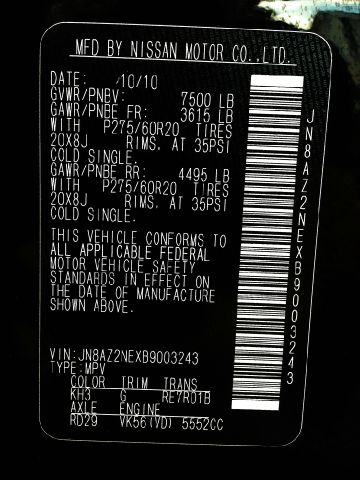 MFD BY NISSAN MOTOR CO.,LTD.
DATE: 10/10
GVWR/PNBV: 7500 LB
GAWR/PNBE FR: 3615 LB
WITH P275/60R20 TIRES
20X8J RIMS, AT 35PSI
COLD SINGLE.
GAWR/PNBE RR: 4495 LB
WITH P275/60R20 TIRES
20X8J RIMS, AT 35PSI
COLD SINGLE.
THIS VEHICLE CONFORMS TO
ALL APPLICABLE FEDERAL
MOTOR VEHICLE SAFETY
STANDARDS IN EFFECT ON
THE DATE OF MANUFACTURE
SHOWN ABOVE.
VIN:JN8AZ2NEXB9003243
TYPE:MPV
COLOR TRIM TRANS
KH3 G RE7R01B
AXLE ENGINE
RD29 VK56(VD) 5552CC
JN8AZ2NEXB9003243